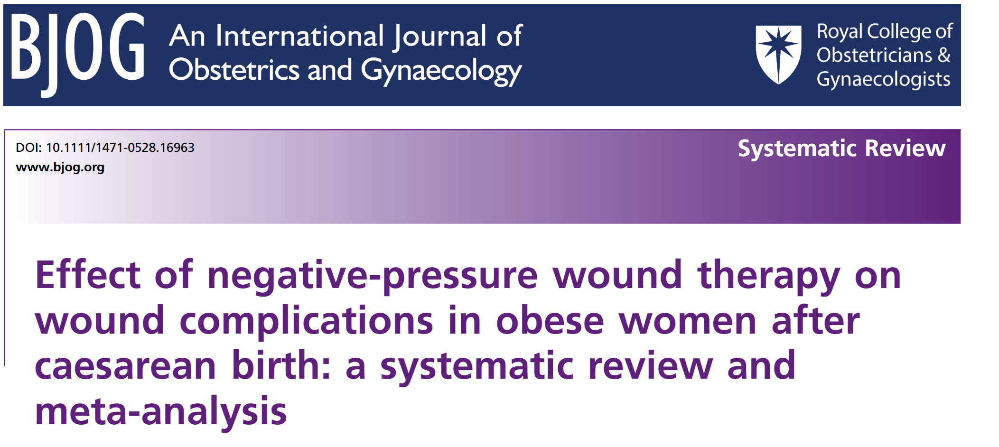 BJOG
An International Journal of
Obstetrics and Gynaecology
Royal College of
Obstetricians &
Gynaecologists
DOI: 10.1111/1471-0528.16963
www.bjog.org
Systematic Review
Effect of negative-pressure wound therapy on
wound complications in obese women after
caesarean birth: a systematic review and
meta-analysis